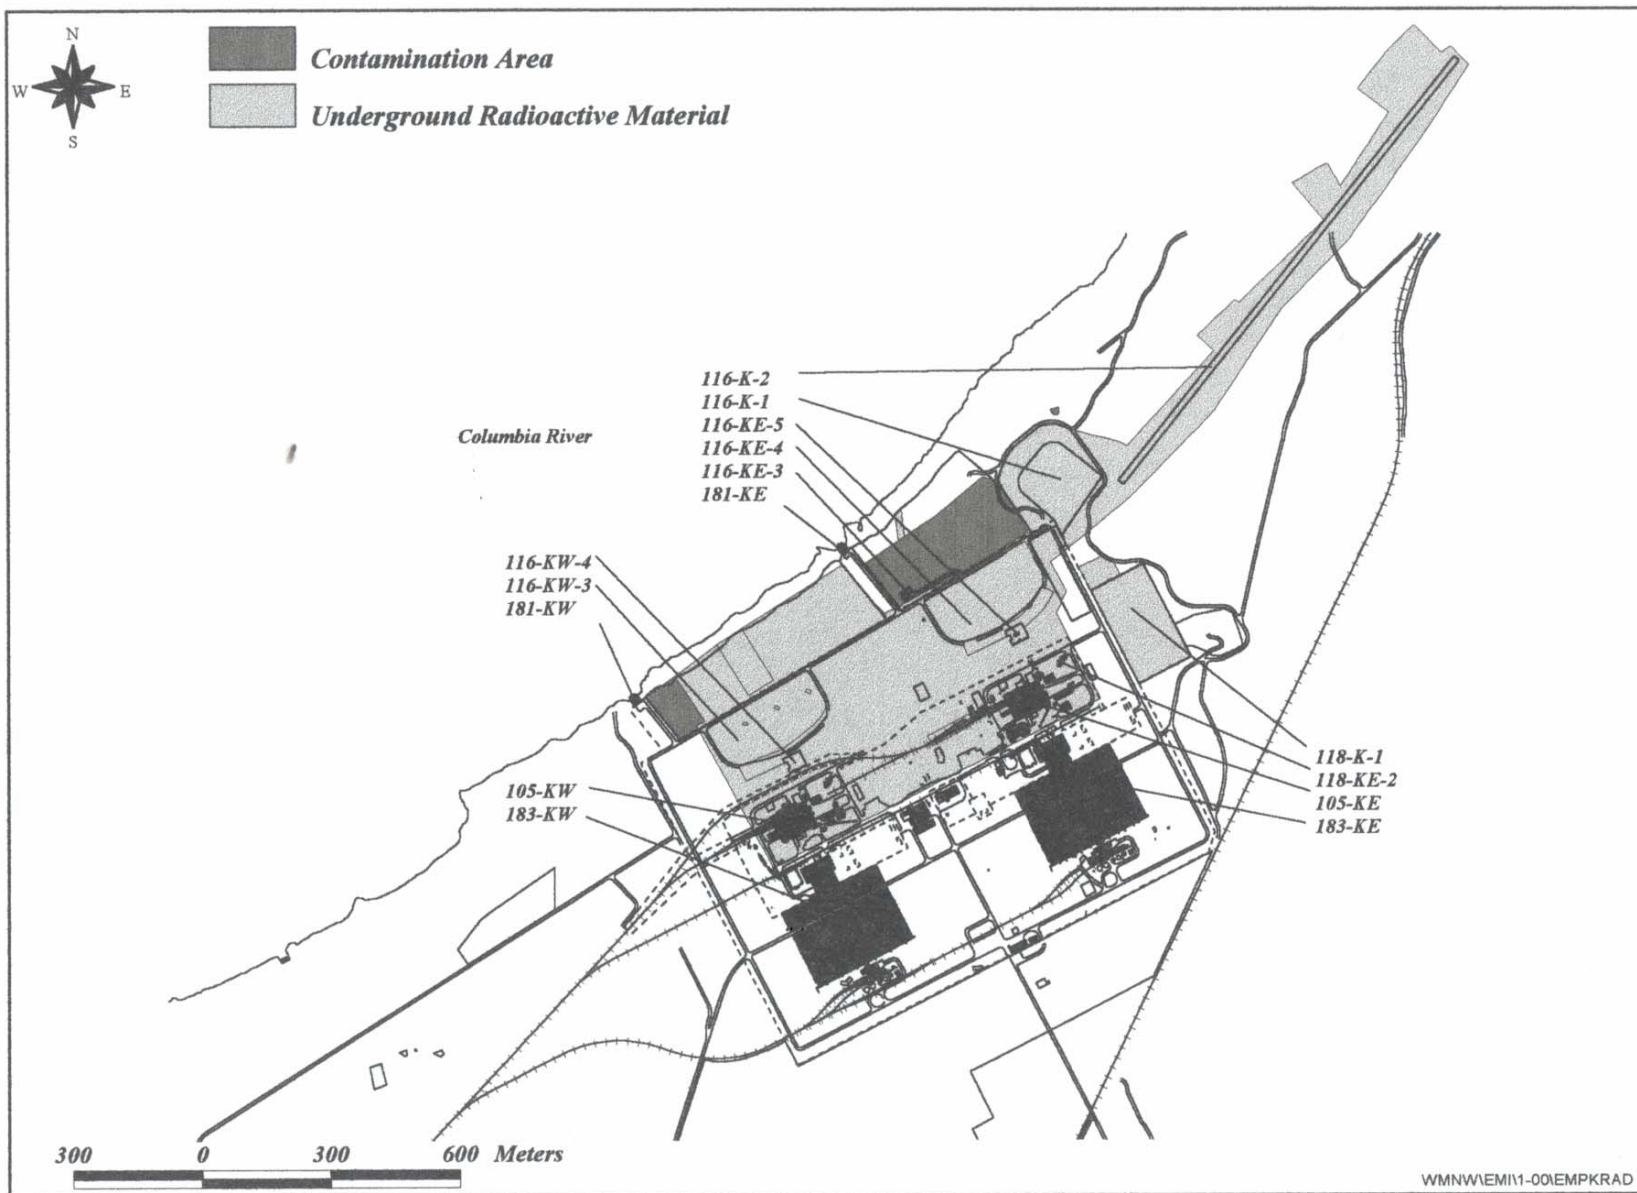 N
W E
S
Contamination Area
Underground Radioactive Material
116-K-2
116-K-1
116-KE-5
116-KE-4
116-KE-3
181-KE
Columbia River
116-KW-4
116-KW-3
181-KW
105-KW
183-KW
118-K-1
118-KE-2
105-KE
183-KE
300 0 300 600 Meters
WMNW\EMI\1-00\EMPKRAD